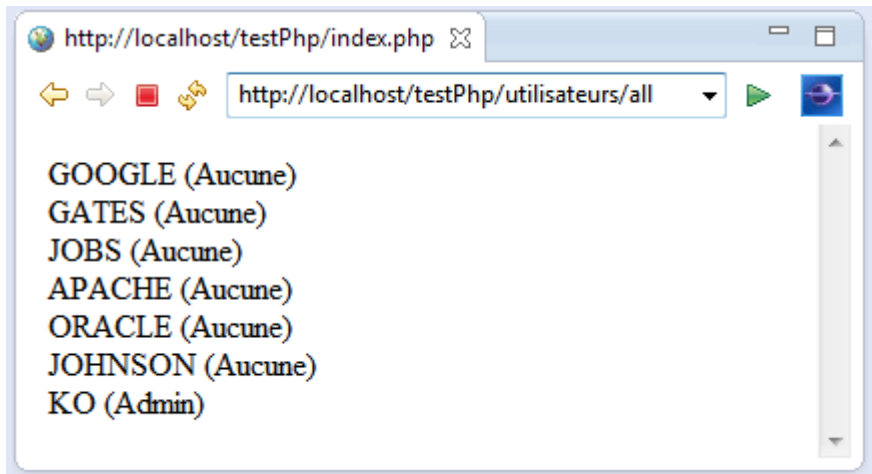 http://localhost/testPhp/index.php
http://localhost/testPhp/utilisateurs/all
GOOGLE (Aucune)
GATES (Aucune)
JOBS (Aucune)
APACHE (Aucune)
ORACLE (Aucune)
JOHNSON (Aucune)
KO (Admin)